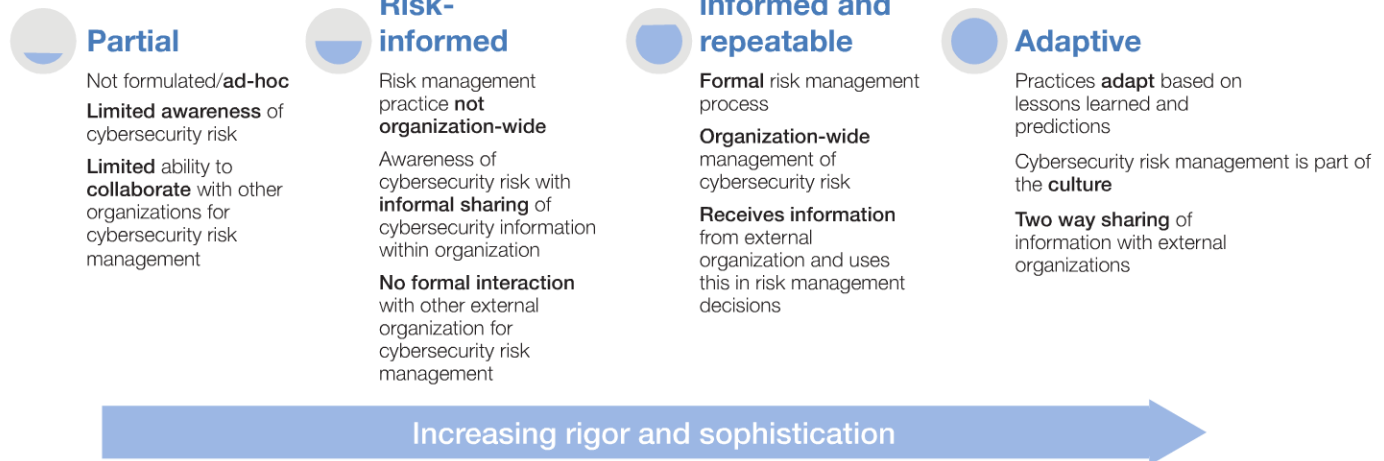 Partial
Not formulated/ad-hoc
Limited awareness of
cybersecurity risk
Limited ability to
collaborate with other
organizations for
cybersecurity risk
management
Risk-
informed
Risk management
practice not
organization-wide
Awareness of
cybersecurity risk with
informal sharing of
cybersecurity information
within organization
No formal interaction
with other external
organization for
cybersecurity risk
management
Informed and
repeatable
Formal risk management
process
Organization-wide
management of
cybersecurity risk
Receives information
from external
organization and uses
this in risk management
decisions
Adaptive
Practices adapt based on
lessons learned and
predictions
Cybersecurity risk management is part of
the culture
Two way sharing of
information with external
organizations
Increasing rigor and sophistication